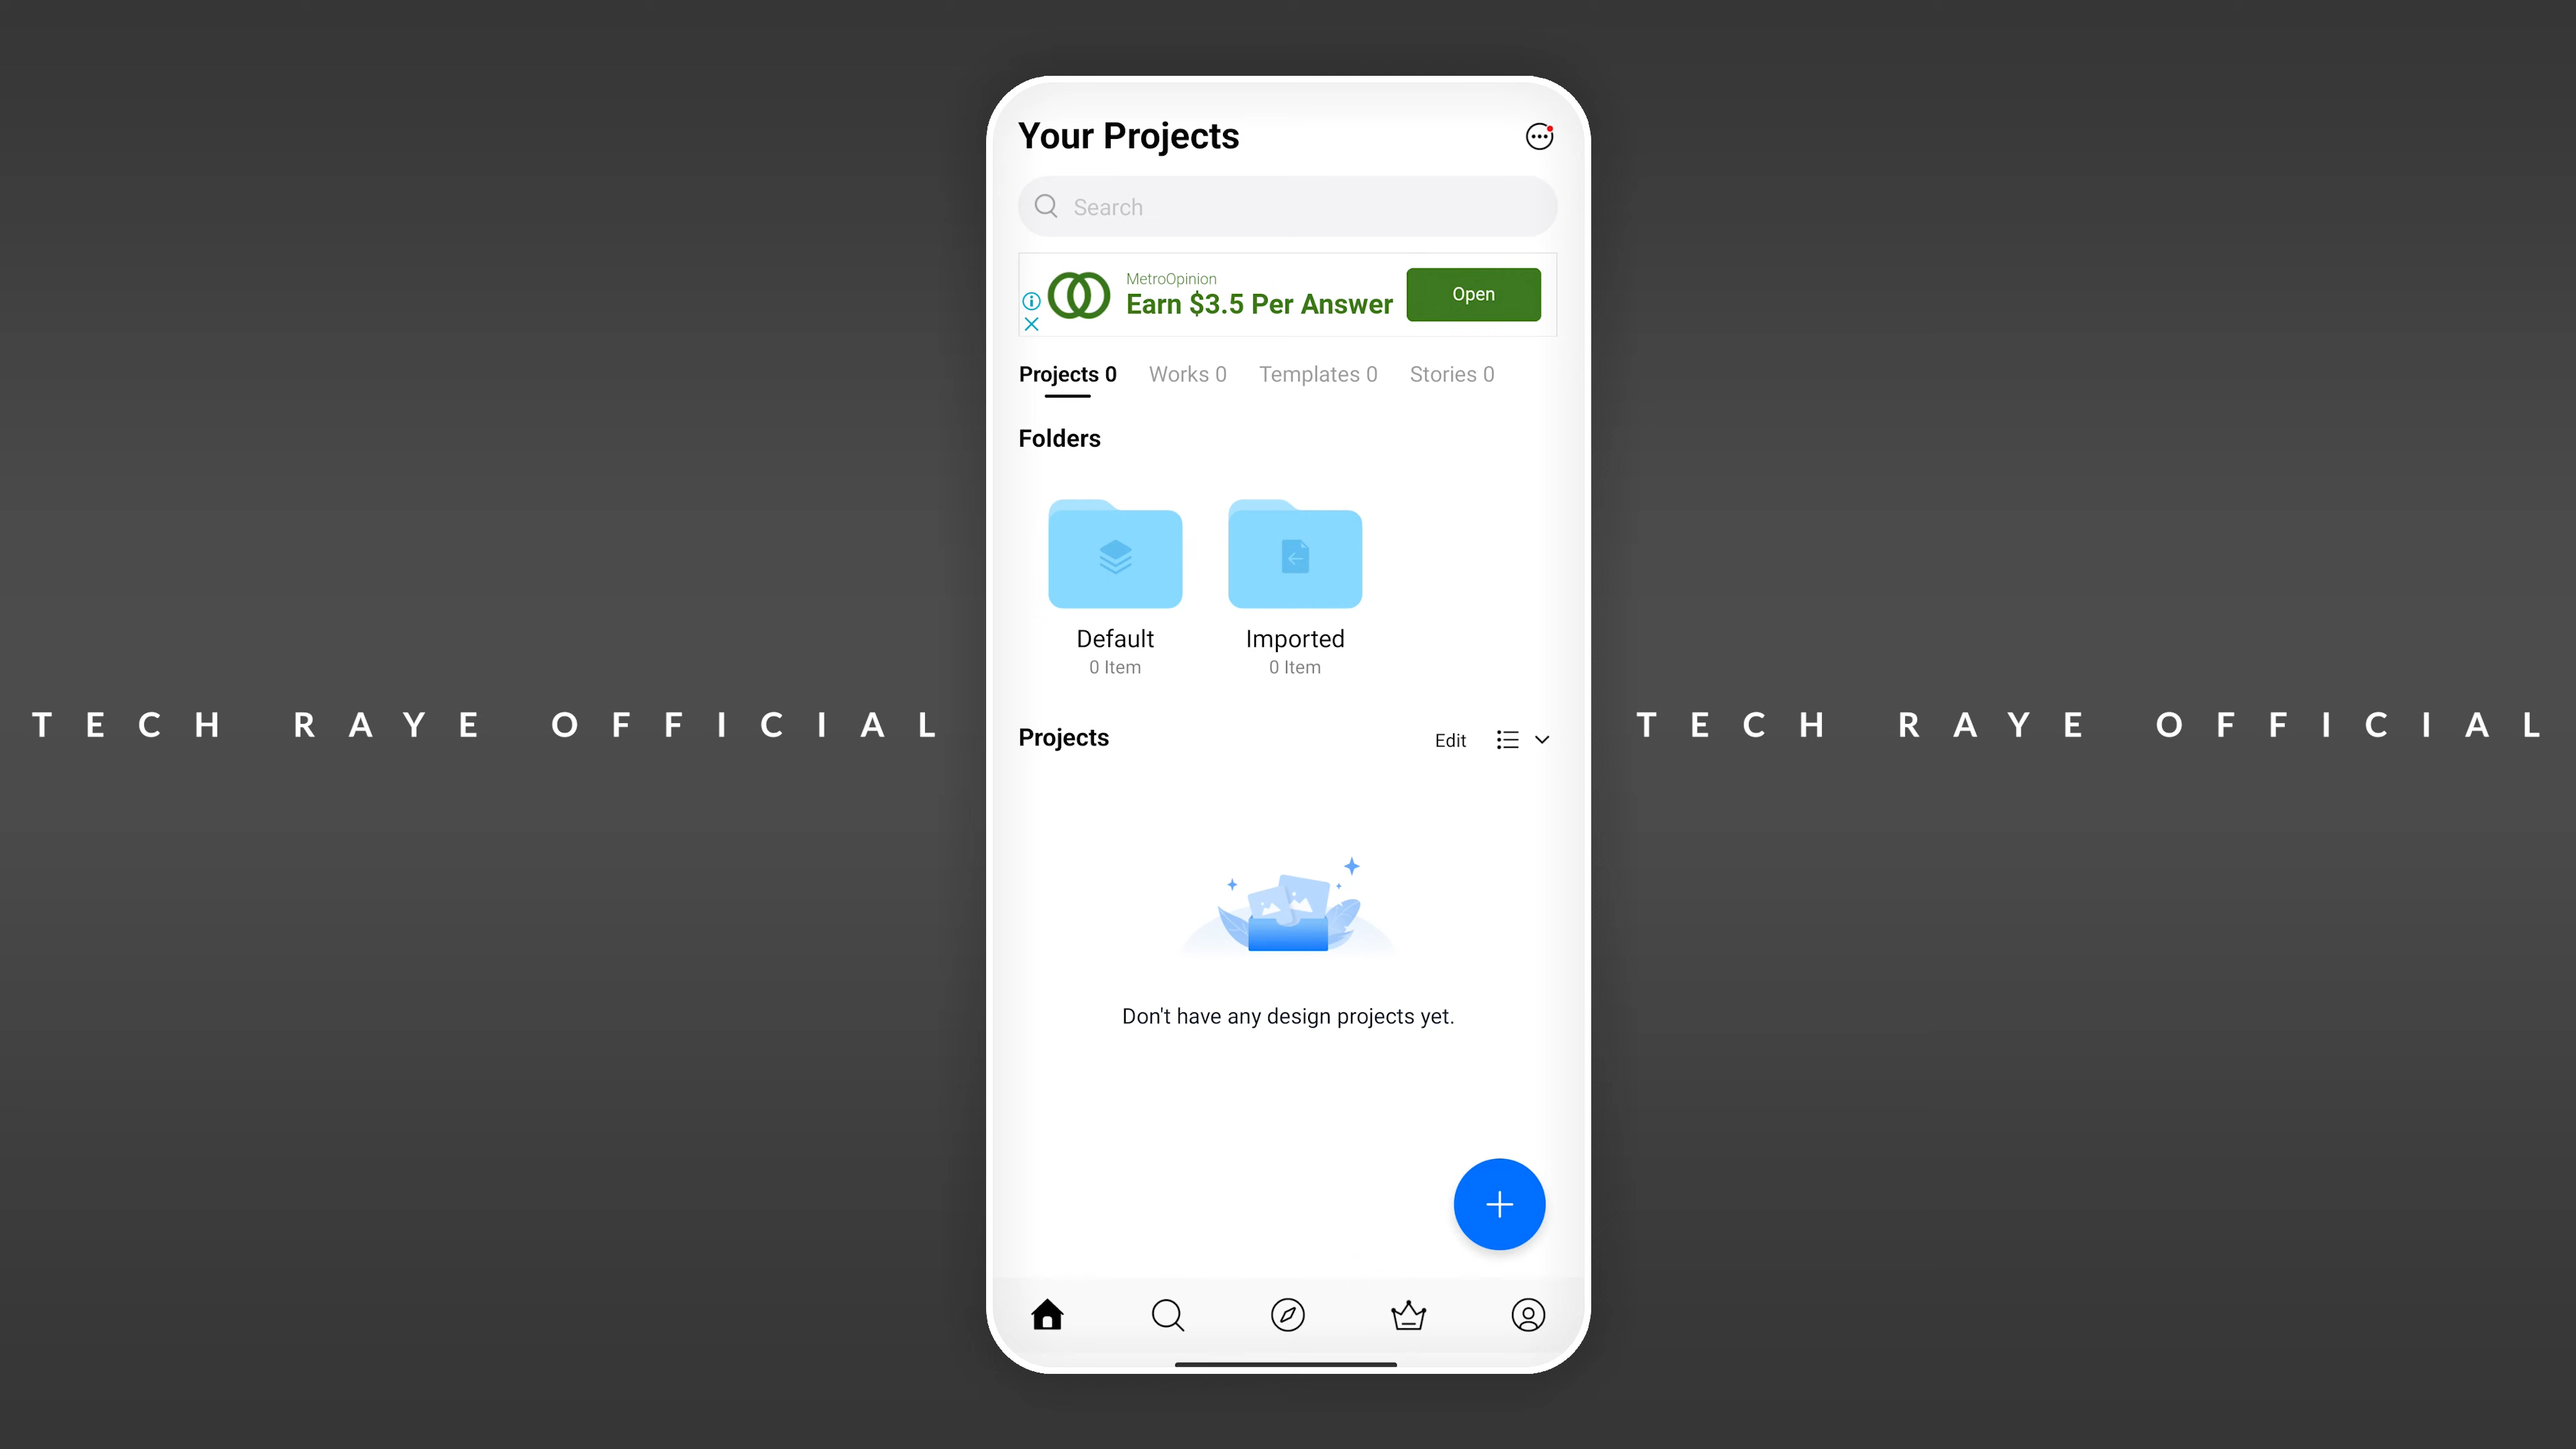 Your Projects
Search
MetroOpinion
Earn $3.5 Per Answer
Open
Projects 0 Works 0 Templates 0 Stories 0
Folders
Default
0 Item
Imported
0 Item
TECH RAYE OFFICIAL
TECH RAYE OFFICIAL
Projects
Edit
Don't have any design projects yet.